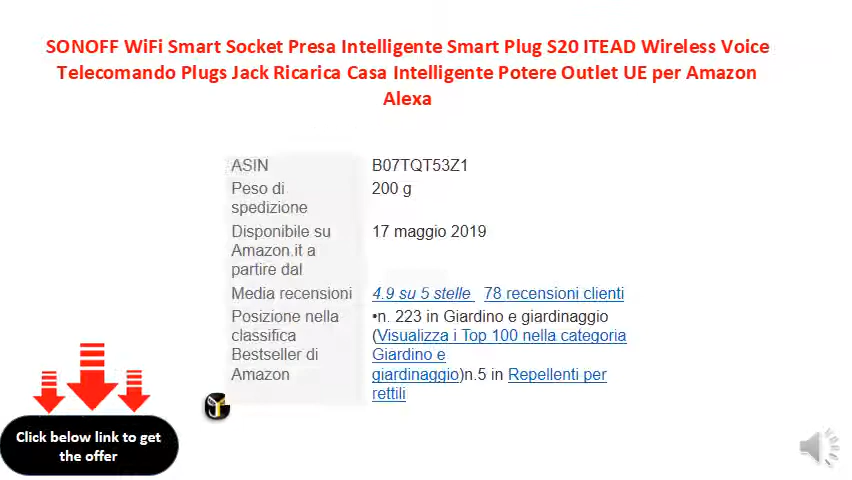 SONOFF WiFi Smart Socket Presa Intelligente Smart Plug S20 ITEAD Wireless Voice
Telecomando Plugs Jack Ricarica Casa Intelligente Potere Outlet UE per Amazon
Alexa
ASIN B07TQT53Z1
Peso di 200 g
spedizione
Disponibile su 17 maggio 2019
Amazon.it a
partire dal
Media recensioni 4.9 su 5 stelle 78 recensioni clienti
Posizione nella •n. 223 in Giardino e giardinaggio
classifica (Visualizza i Top 100 nella categoria
Bestseller di Giardino e
Amazon giardinaggio)n.5 in Repellenti per
rettili
Click below link to get
the offer